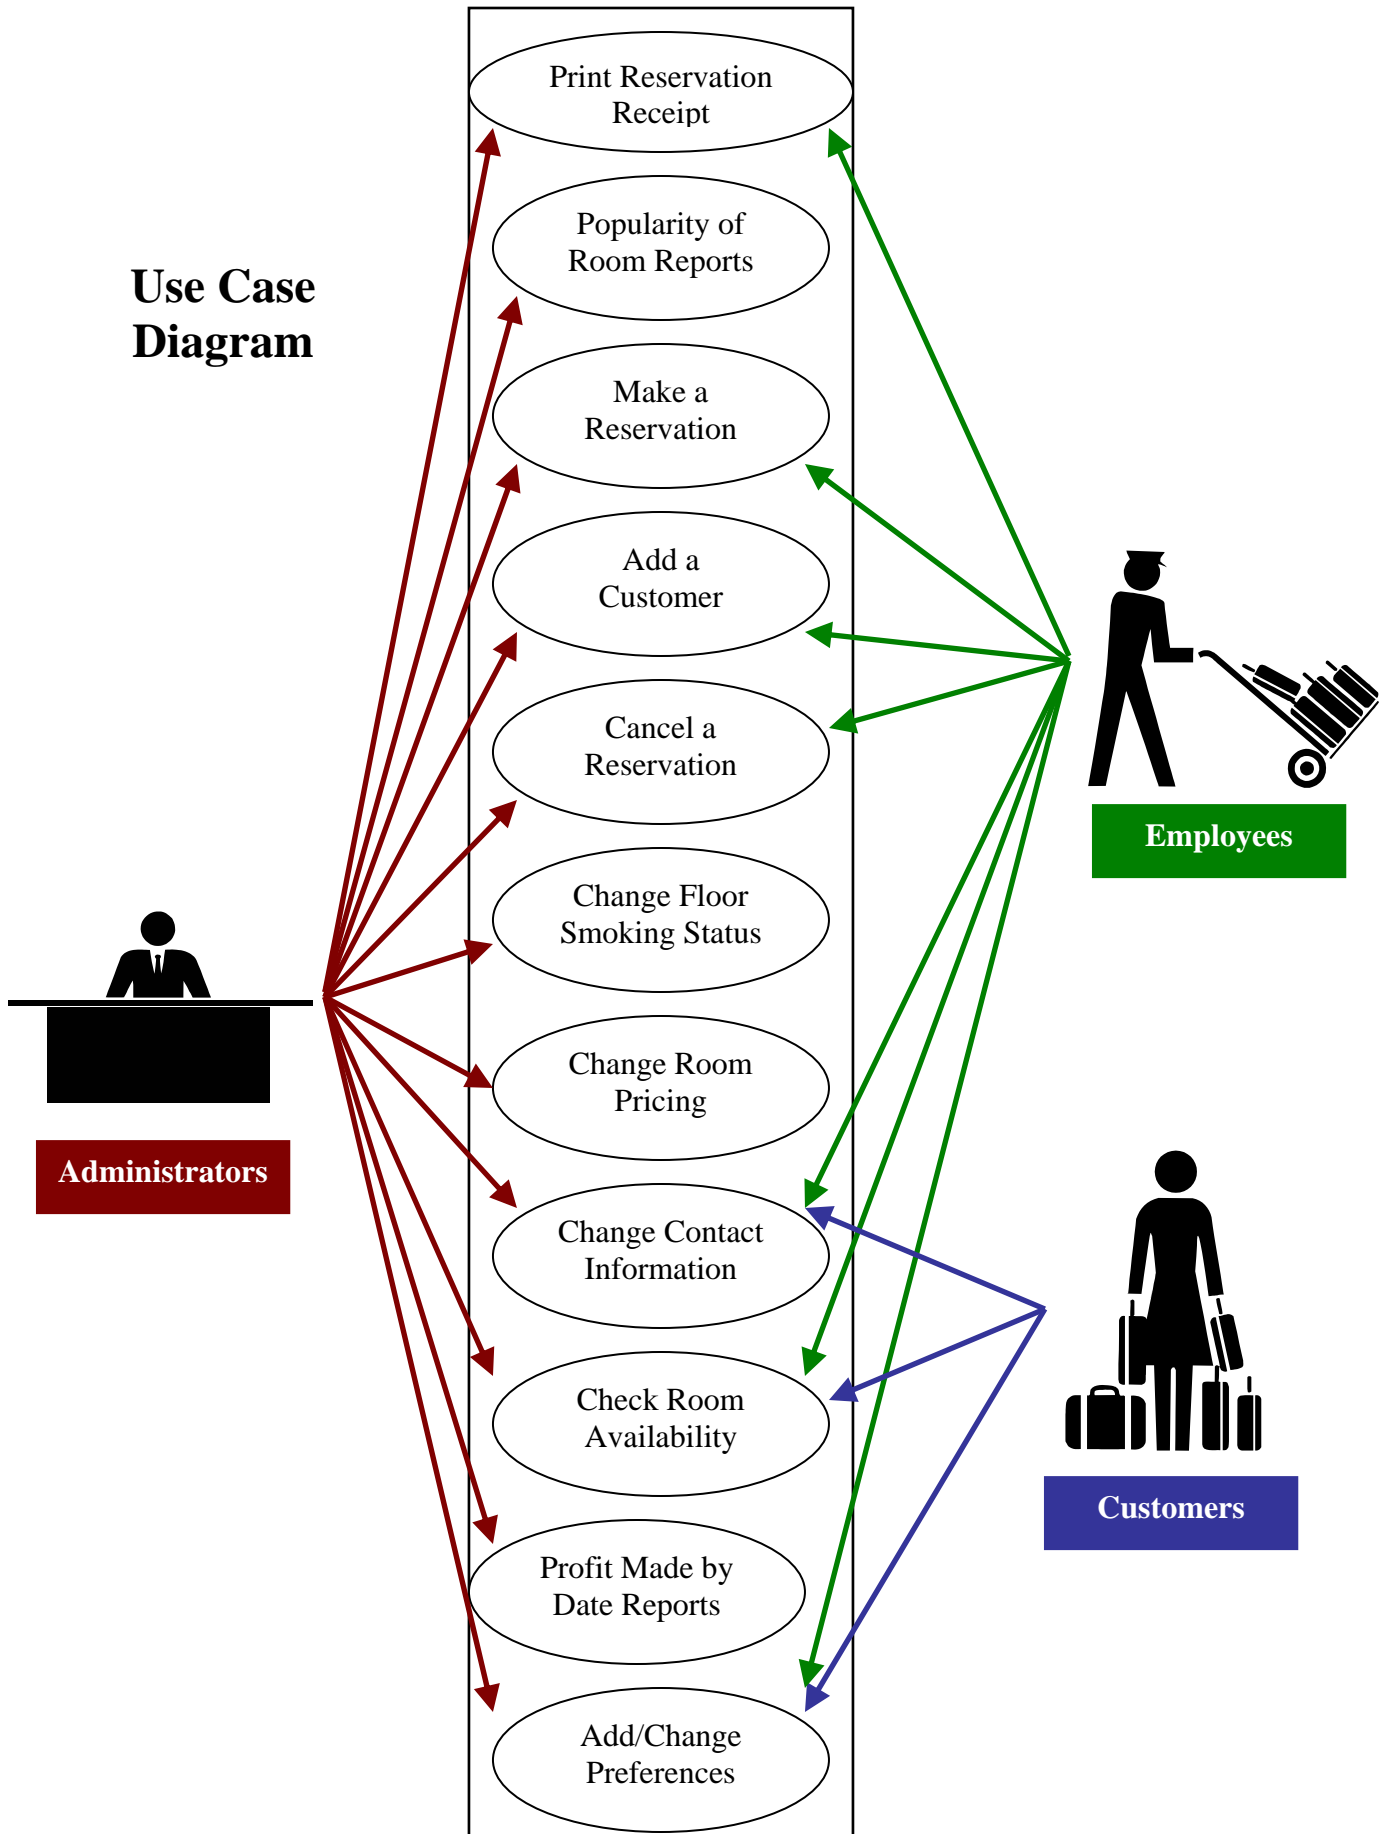 Print Reservation
Receipt
Popularity of
Room Reports
Use Case
Diagram
Make a
Reservation
Add a
Customer
Cancel a
Reservation
Employees
Change Floor
Smoking Status
Change Room
Pricing
Administrators
Change Contact
Information
Check Room
Availability
Customers
Profit Made by
Date Reports
Add/Change
Preferences